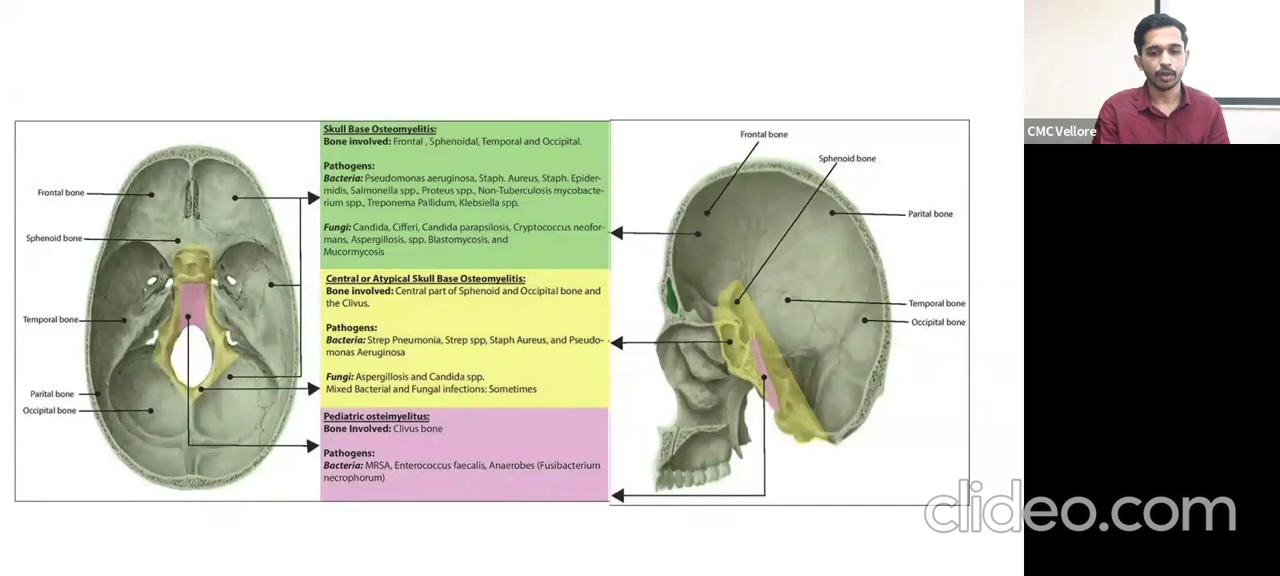 Frontal bone
Sphenoid bone
Temporal bone
Parital bone
Occipital bone
Skull Base Osteomyelitis:
Bone involved: Frontal , Sphenoidal, Temporal and Occipital.
Pathogens:
Bacteria: Pseudomonas aeruginosa, Staph. Aureus, Staph. Epider-
midis, Salmonella spp., Proteus spp., Non-Tuberculosis mycobacte-
rium spp., Treponema Pallidum, Klebsiella spp.
Fungi: Candida, Cifferi, Candida parapsilosis, Cryptococcus neofor-
mans, Aspergillosis, spp. Blastomycosis, and
Mucormycosis
Central or Atypical Skull Base Osteomyelitis:
Bone involved: Central part of Sphenoid and Occipital bone and
the Clivus.
Pathogens:
Bacteria: Strep Pneumonia, Strep spp, Staph Aureus, and Pseudo-
monas Aeruginosa
Fungi: Aspergillosis and Candida spp.
Mixed Bacterial and Fungal infections: Sometimes
Pediatric osteimyelitus:
Bone Involved: Clivus bone
Pathogens:
Bacteria: MRSA, Enterococcus faecalis, Anaerobes (Fusibacterium
necrophorum)
Frontal bone
Sphenoid bone
Parital bone
Temporal bone
Occipital bone
CMC Vellore
clideo.com